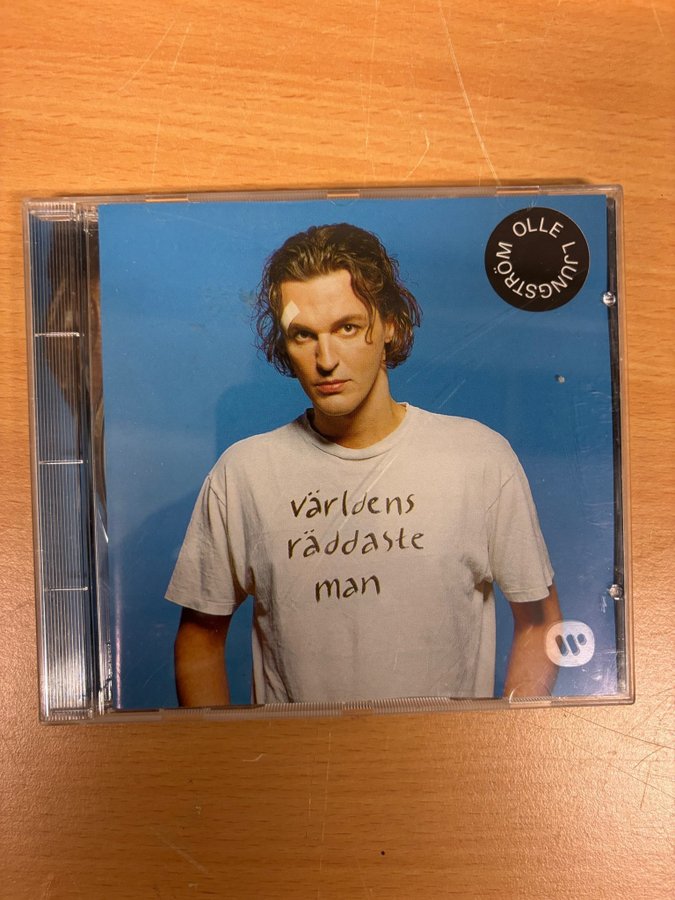 OLLE LJUNGSTRÖM
världens
räddaste
man